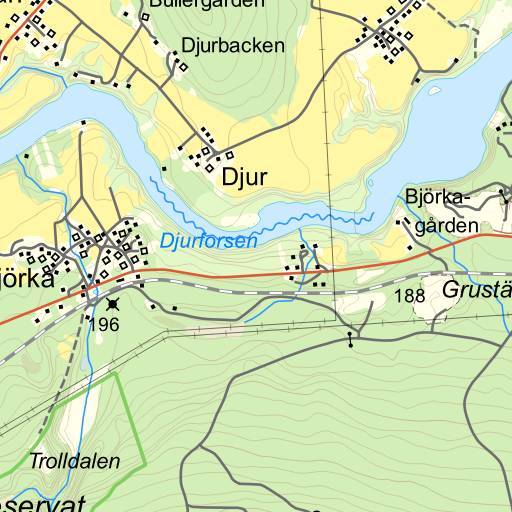 Bullergården
Djurbacken
Djur
Björka-
gården
Djurforsen
jörka
188
Grustä
196
Trolldalen
eservat